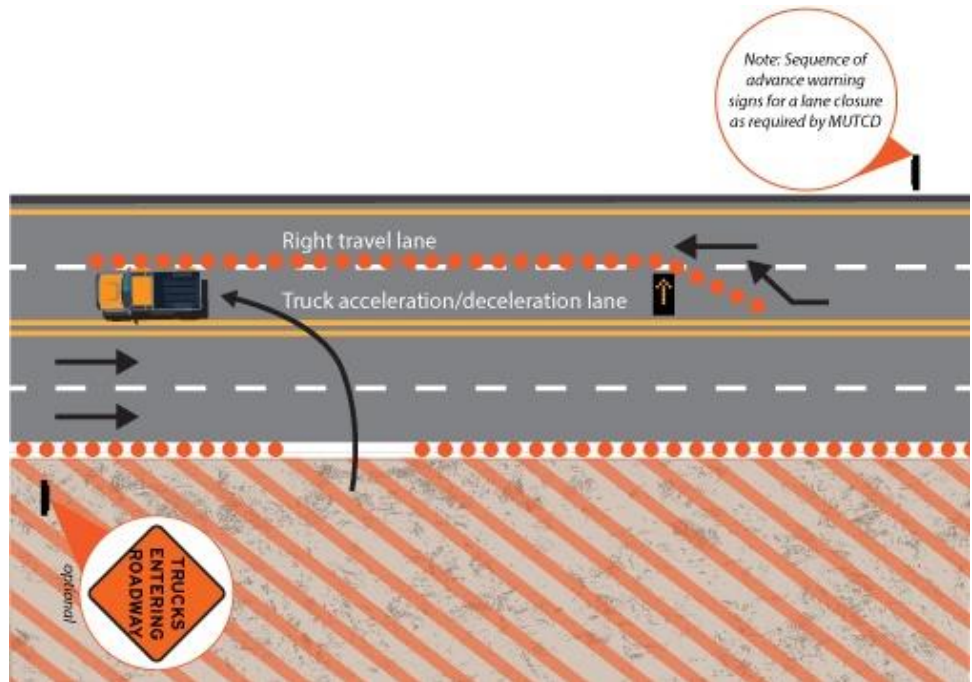 Note: Sequence of
advance warning
signs for a lane closure
as required by MUTCD
Right travel lane
Truck acceleration/deceleration lane
TRUCKS
ENTERING
ROADWAY
optional